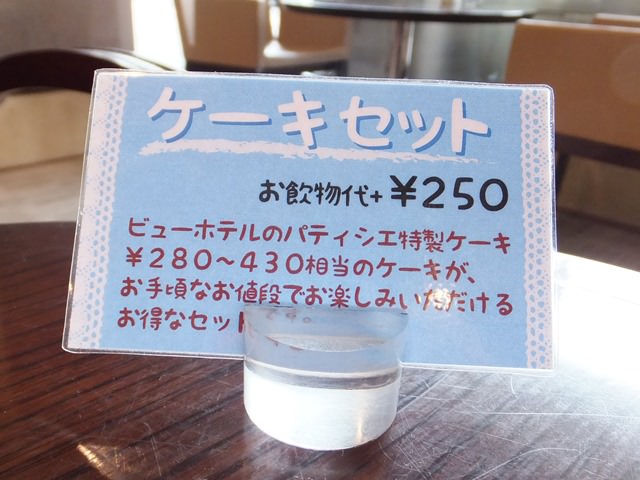 ケーキセット
お飲物代+ ¥250
ビューホテルのパティシエ特製ケーキ
¥280～430相当のケーキが、
お手頃なお値段でお楽しみいただける
お得なセット